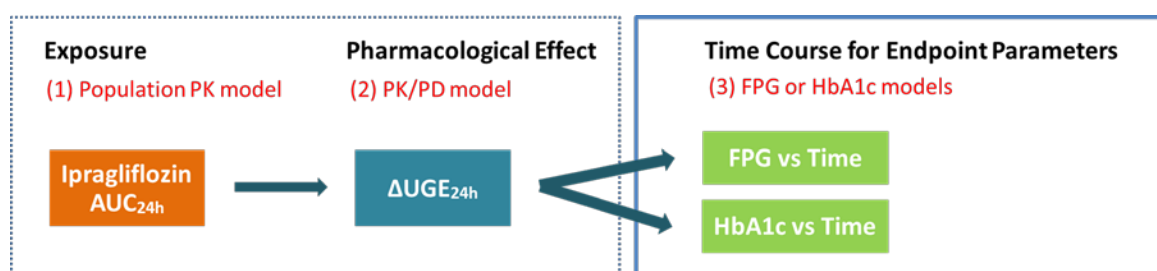 Exposure
(1) Population PK model
Ipragliflozin
AUC24h
Pharmacological Effect
(2) PK/PD model
ΔUGE24h
Time Course for Endpoint Parameters
(3) FPG or HbA1c models
FPG vs Time
HbA1c vs Time